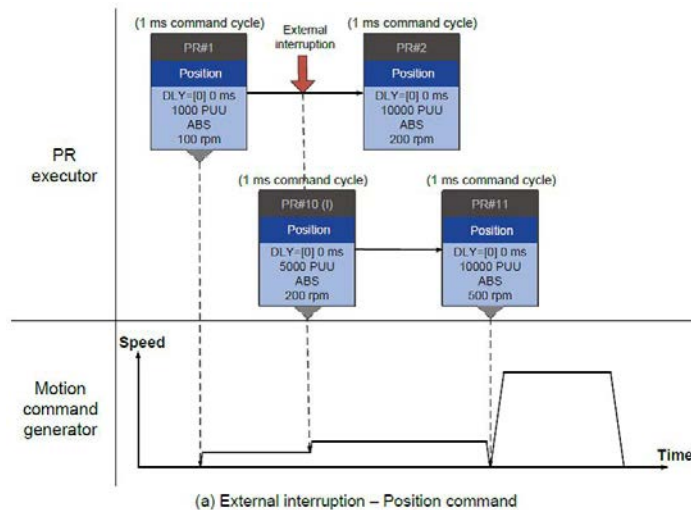 (1 ms command cycle)
External
interruption
(1 ms command cycle)
PR#1
Position
DLY=[0] 0 ms
1000 PUU
ABS
100 rpm
PR#2
Position
DLY=[0] 0 ms
10000 PUU
ABS
200 rpm
PR
executor
(1 ms command cycle)
(1 ms command cycle)
PR#10 (I)
Position
DLY=[0] 0 ms
5000 PUU
ABS
200 rpm
PR#11
Position
DLY=[0] 0 ms
10000 PUU
ABS
500 rpm
Speed
Motion
command
generator
Time
(a) External interruption – Position command